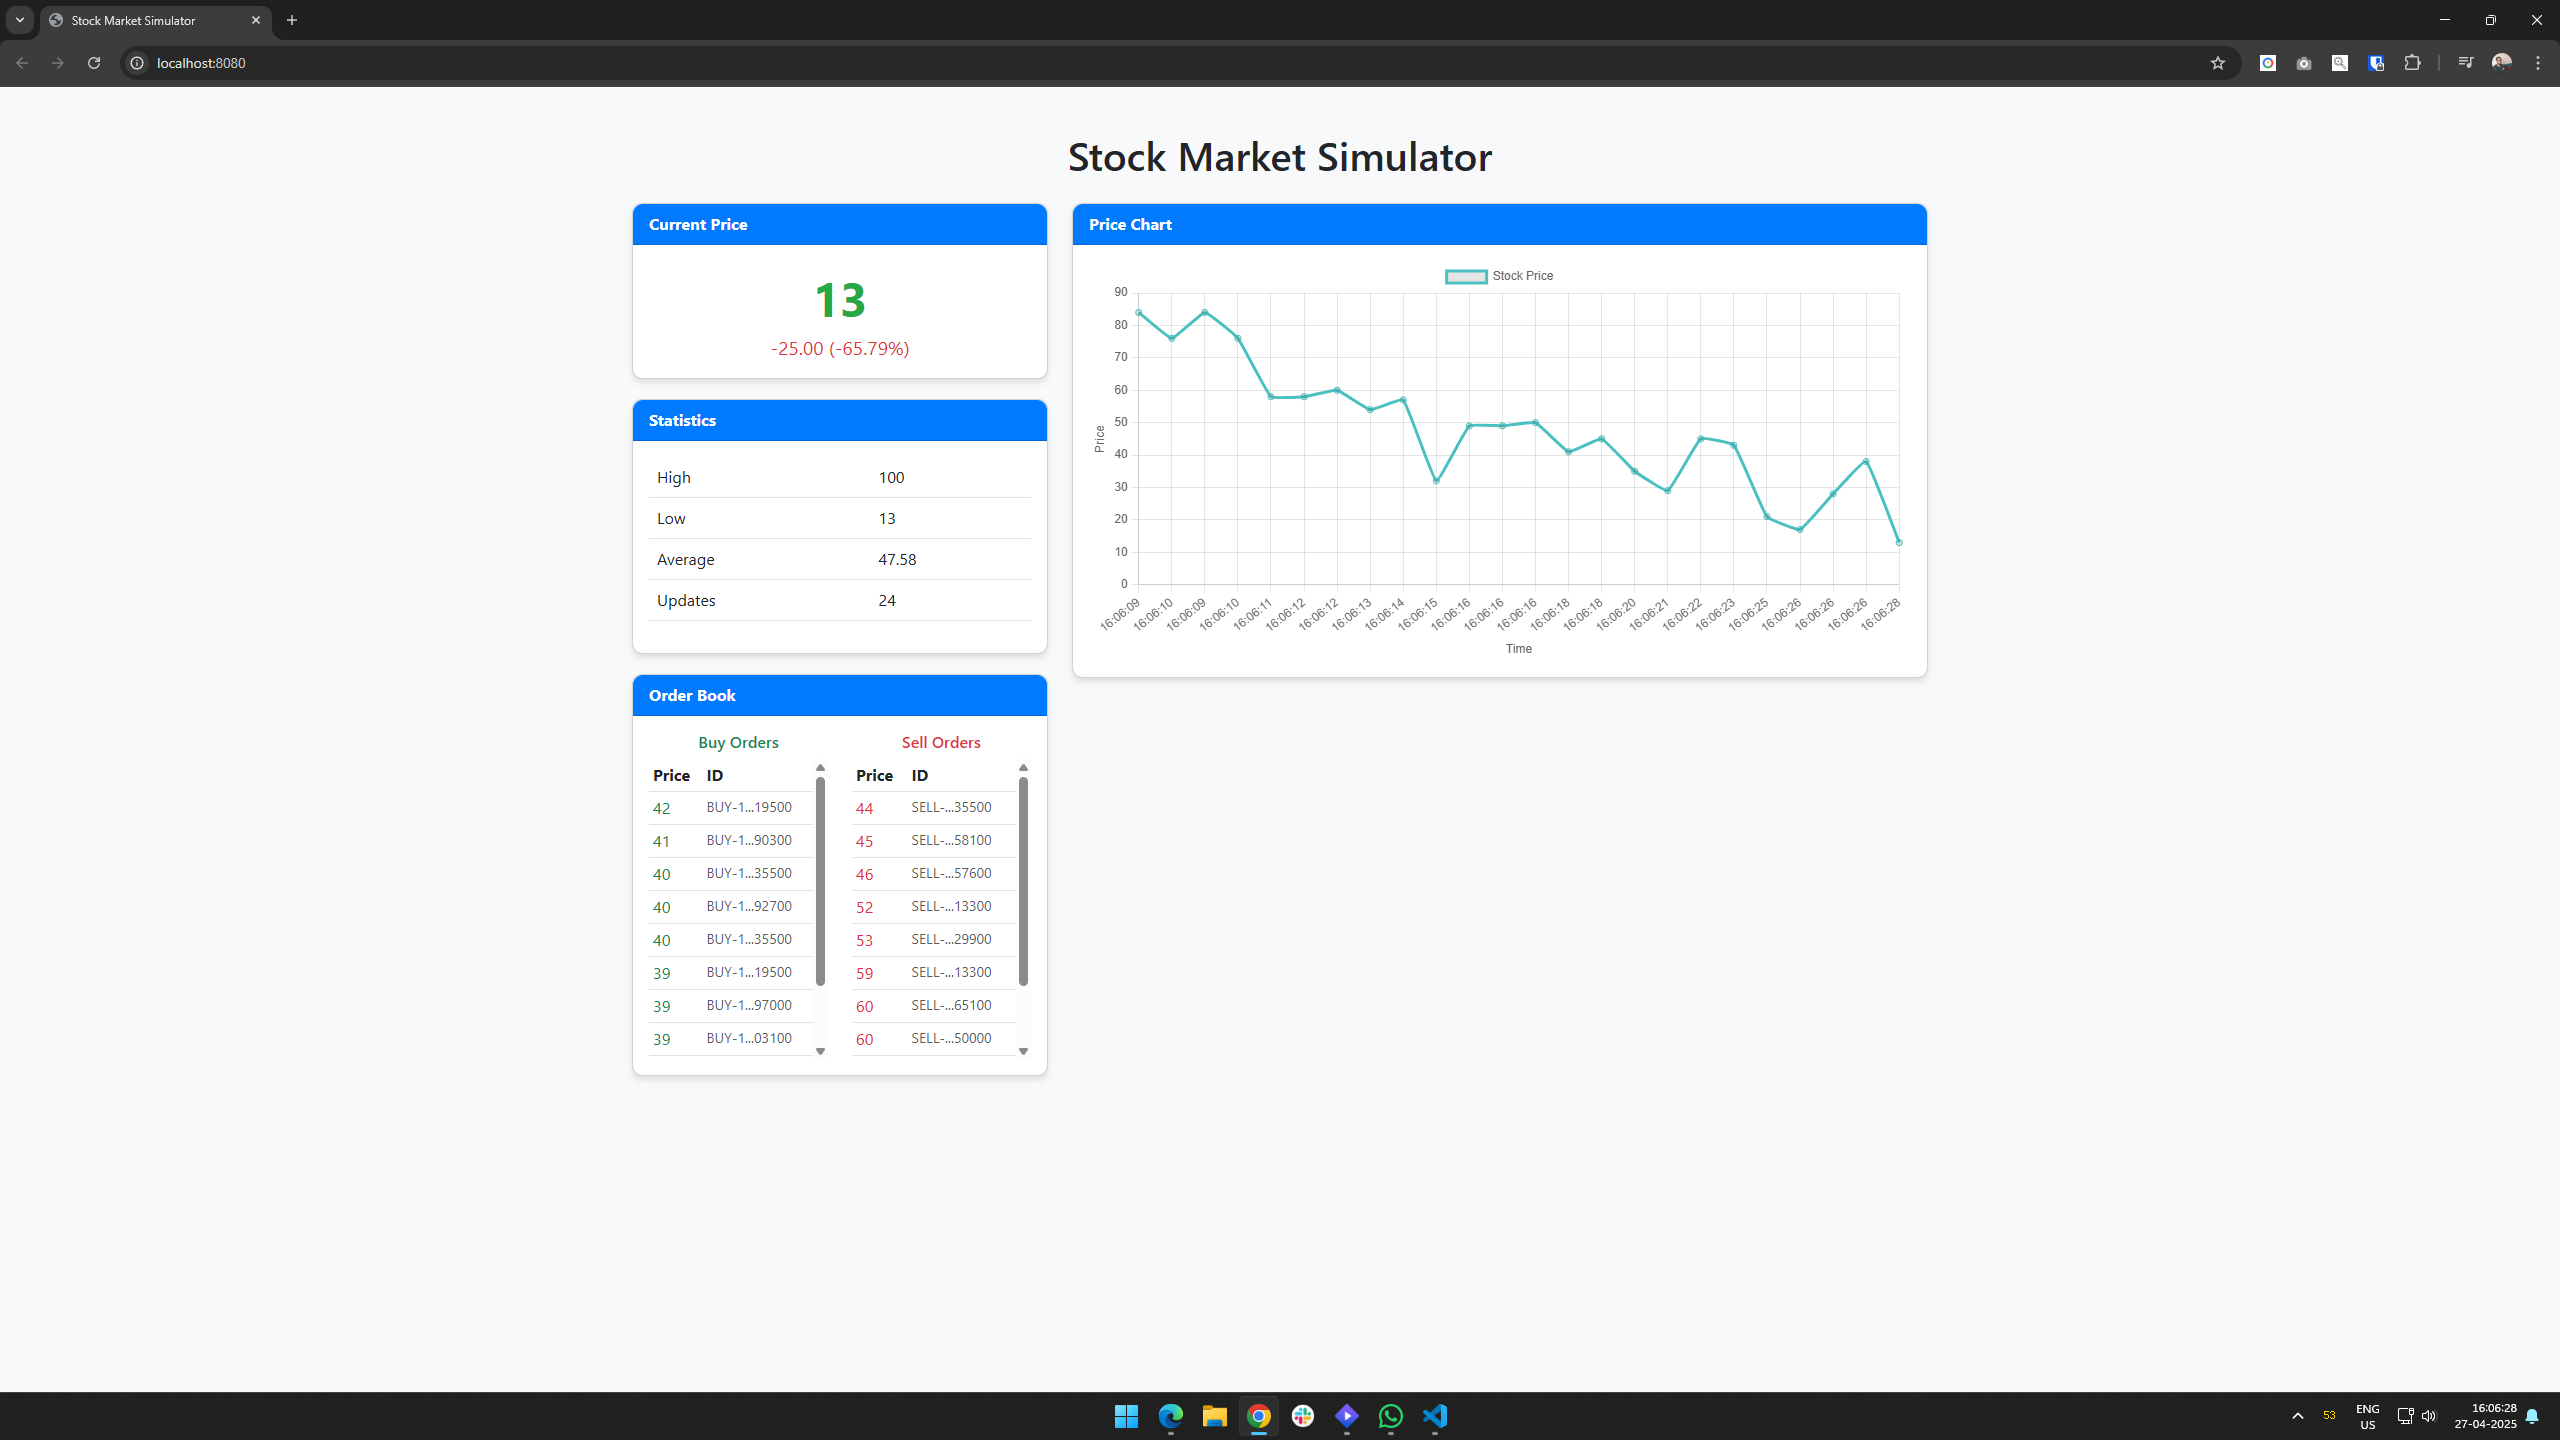 Stock Market Simulator
localhost:8080
Stock Market Simulator
Current Price
13
-25.00 (-65.79%)
Statistics
High 100
Low 13
Average 47.58
Updates 24
Order Book
Buy Orders
Price ID
42 BUY-1...19500
41 BUY-1...90300
40 BUY-1...35500
40 BUY-1...92700
40 BUY-1...35500
39 BUY-1...19500
39 BUY-1...97000
39 BUY-1...03100
Sell Orders
Price ID
44 SELL-...35500
45 SELL-...58100
46 SELL-...57600
52 SELL-...13300
53 SELL-...29900
59 SELL-...13300
60 SELL-...65100
60 SELL-...50000
Price Chart
Stock Price
Price
90
80
70
60
50
40
30
20
10
0
16:06:09 16:06:10 16:06:09 16:06:10 16:06:11 16:06:12 16:06:12 16:06:13 16:06:14 16:06:15 16:06:16 16:06:16 16:06:16 16:06:18 16:06:18 16:06:20 16:06:21 16:06:22 16:06:23 16:06:25 16:06:26 16:06:26 16:06:26 16:06:28
Time
53
ENG
US
16:06:28
27-04-2025